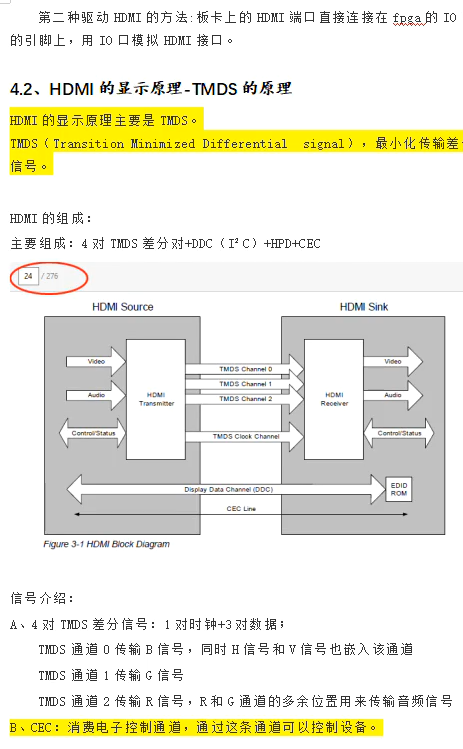 第二种驱动 HDMI 的方法:板卡上的 HDMI 端口直接连接在 fpga 的 IO
的引脚上，用 IO 口模拟 HDMI 接口。
4.2、HDMI 的显示原理-TMDS 的原理
HDMI 的显示原理主要是 TMDS。
TMDS（Transition Minimized Differential signal），最小化传输差
信号。
HDMI 的组成：
主要组成：4 对 TMDS 差分对+DDC（I²C）+HPD+CEC
24 / 276
HDMI Source
HDMI Sink
Video
Audio
Control/Status
HDMI
Transmitter
TMDS Channel 0
TMDS Channel 1
TMDS Channel 2
TMDS Clock Channel
HDMI
Receiver
Video
Audio
Control/Status
Display Data Channel (DDC)
EDID
ROM
CEC Line
Figure 3-1 HDMI Block Diagram
信号介绍：
A、4 对 TMDS 差分信号：1 对时钟+3 对数据；
TMDS 通道 0 传输 B 信号，同时 H 信号和 V 信号也嵌入该通道
TMDS 通道 1 传输 G 信号
TMDS 通道 2 传输 R 信号，R 和 G 通道的多余位置用来传输音频信号
B、CEC：消费电子控制通道，通过这条通道可以控制设备。